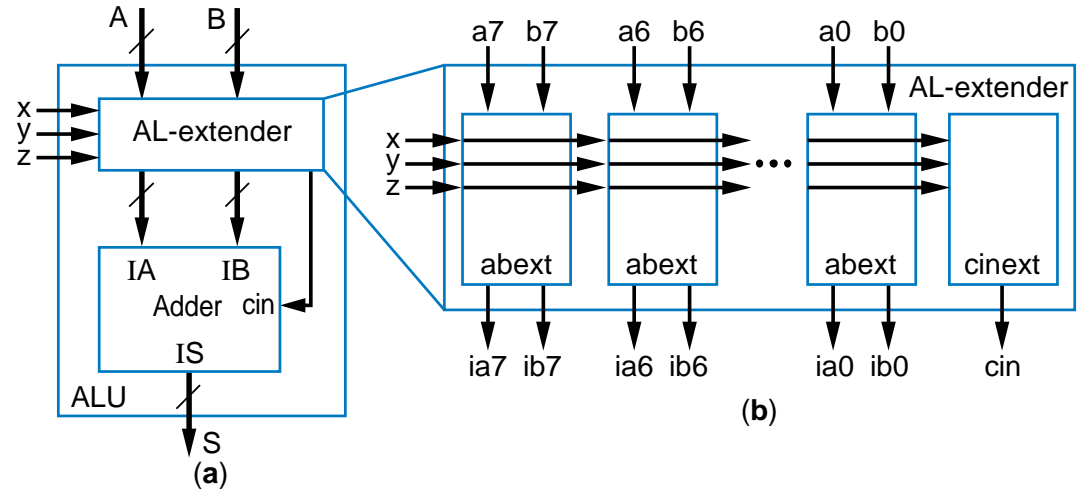 A B
x
y
z
AL-extender
IA IB
Adder cin
IS
ALU
S
(a)
a7 b7 a6 b6 a0 b0
AL-extender
x
y
z
abext abext abext cinext
ia7 ib7 ia6 ib6 ia0 ib0 cin
(b)